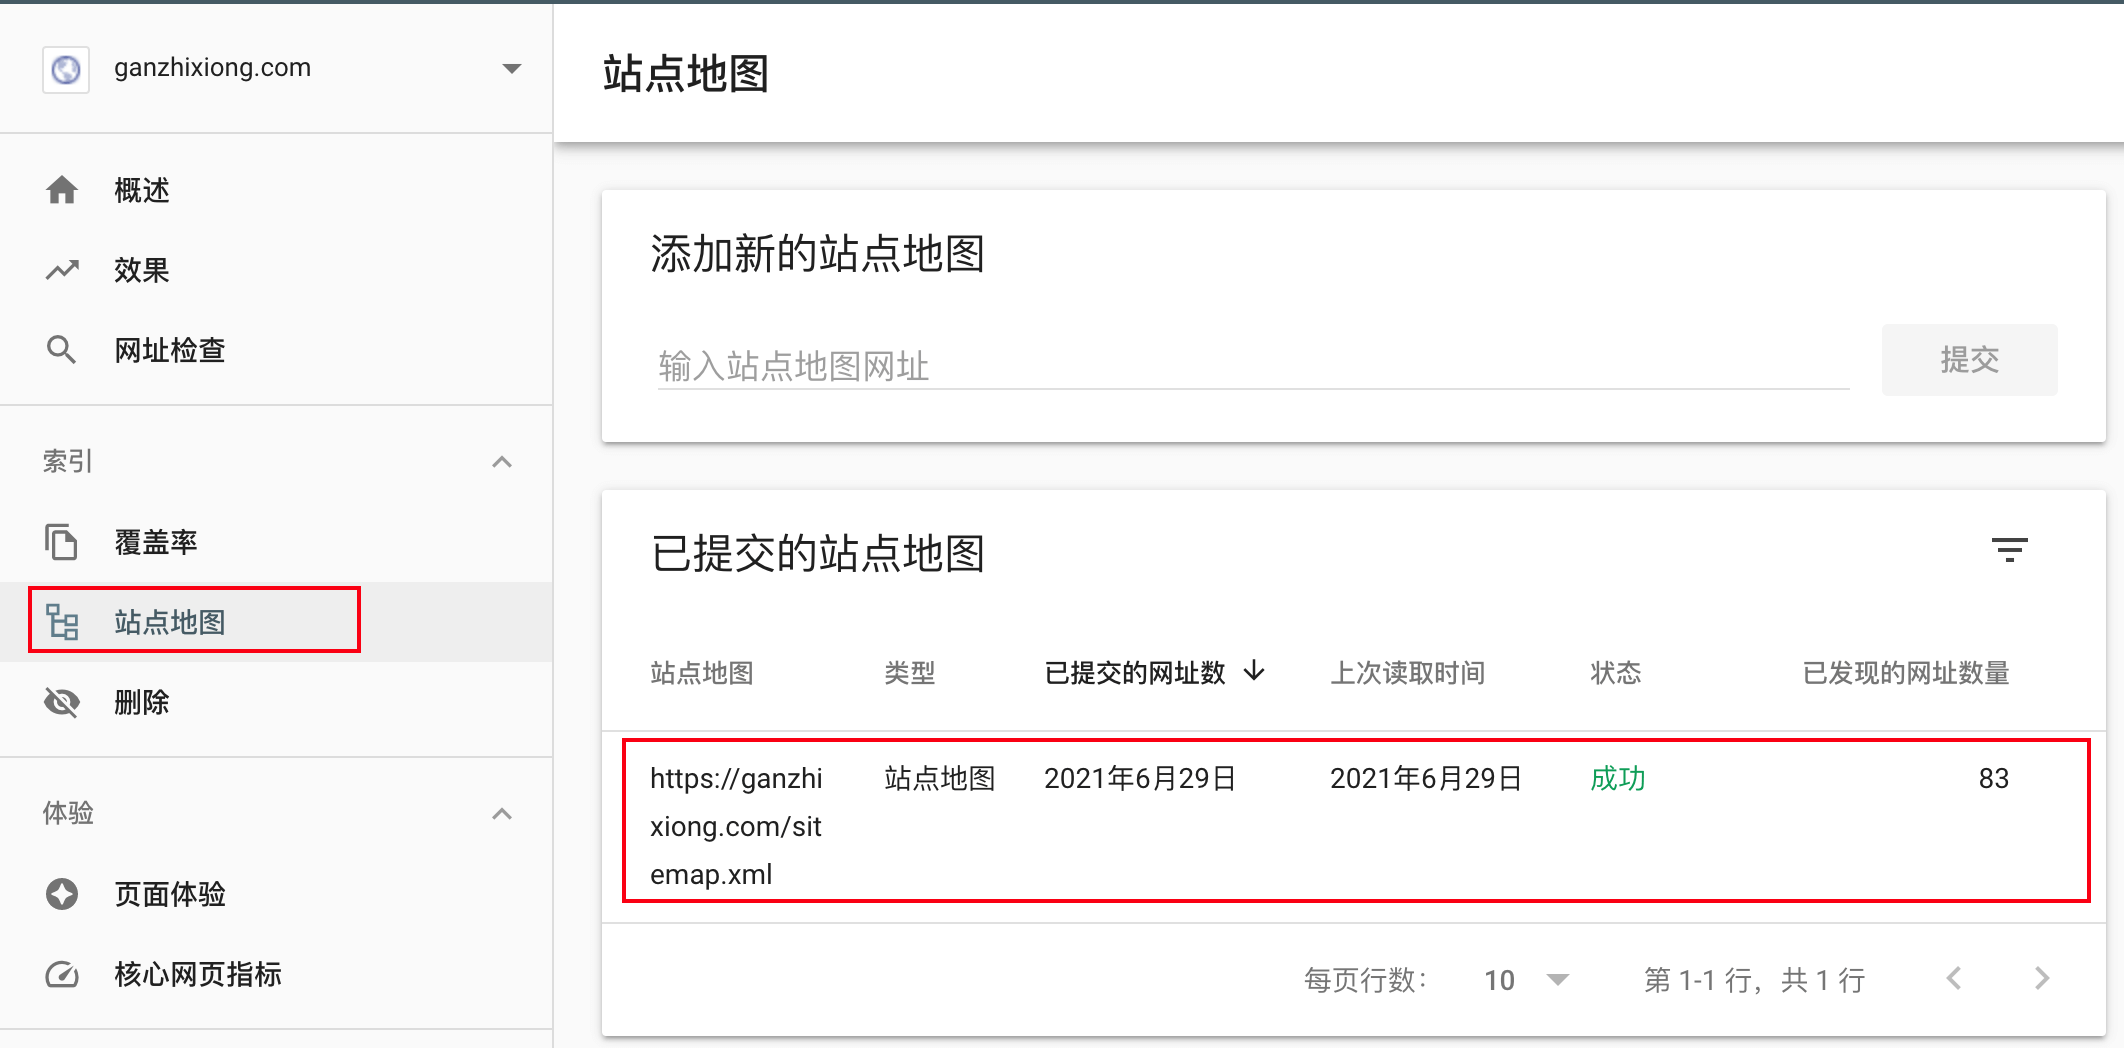 ganzhixiong.com
概述
效果
网址检查
索引
覆盖率
站点地图
删除
体验
页面体验
核心网页指标
站点地图
添加新的站点地图
输入站点地图网址
提交
已提交的站点地图
站点地图 类型 已提交的网址数 上次读取时间 状态 已发现的网址数量
https://ganzhi 站点地图 2021年6月29日 2021年6月29日 成功 83
xiong.com/sit
emap.xml
每页行数： 10 第 1-1 行，共 1 行